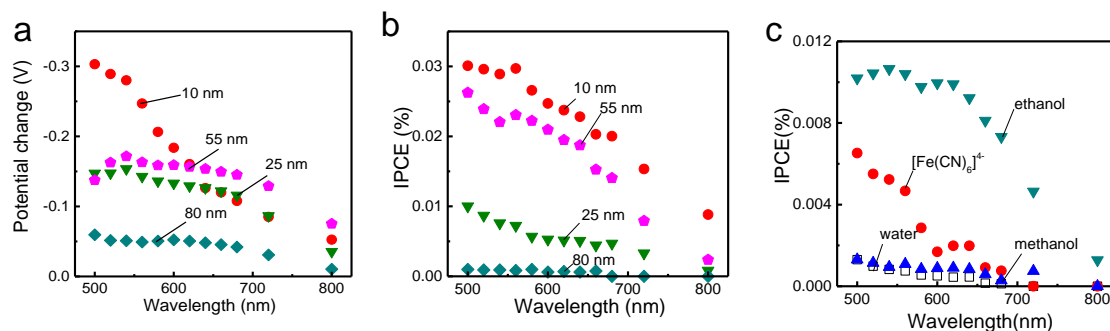 a
Potential change (V)
-0.3
-0.2
-0.1
0.0
10 nm
55 nm
25 nm
80 nm
500 600 700 800
Wavelength (nm)
b
IPCE (%)
0.03
0.02
0.01
0.00
10 nm
55 nm
25 nm
80 nm
500 600 700 800
Wavelength (nm)
c
IPCE(%)
0.012
0.008
0.004
0.000
ethanol
[Fe(CN)₆]⁴⁻
water
methanol
500 600 700 800
Wavelength(nm)